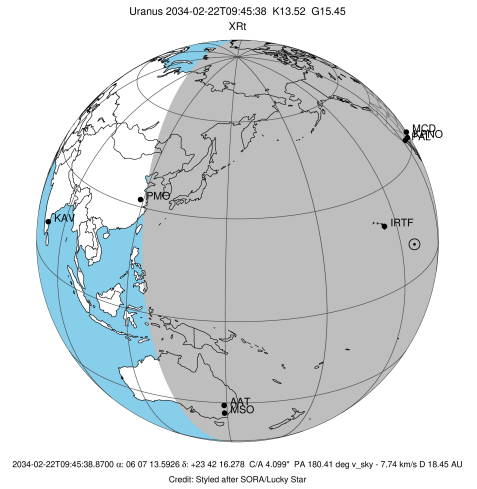 Uranus 2034-02-22T09:45:38 K13.52 G15.45
XRt
MCD
PAL
KAV
PMO
IRTF
AAT
MSO
2034-02-22T09:45:38.8700 α: 06 07 13.5926 δ: +23 42 16.278 C/A 4.099" PA 180.41 deg v_sky - 7.74 km/s D 18.45 AU
Credit: Styled after SORA/Lucky Star